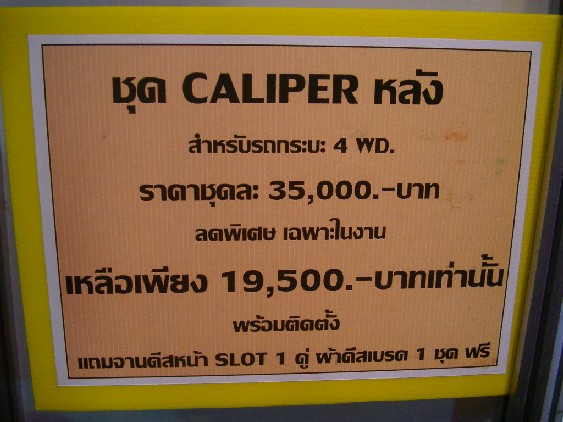 ชุด CALIPER หลัง
สำหรับรถกระบะ 4 WD.
ราคาชุดละ 35,000.-บาท
ลดพิเศษ เฉพาะในงาน
เหลือเพียง 19,500.-บาทเท่านั้น
พร้อมติดตั้ง
แถมจานดีสหน้า SLOT 1 คู่ ผ้าดีสเบรค 1 ชุด ฟรี